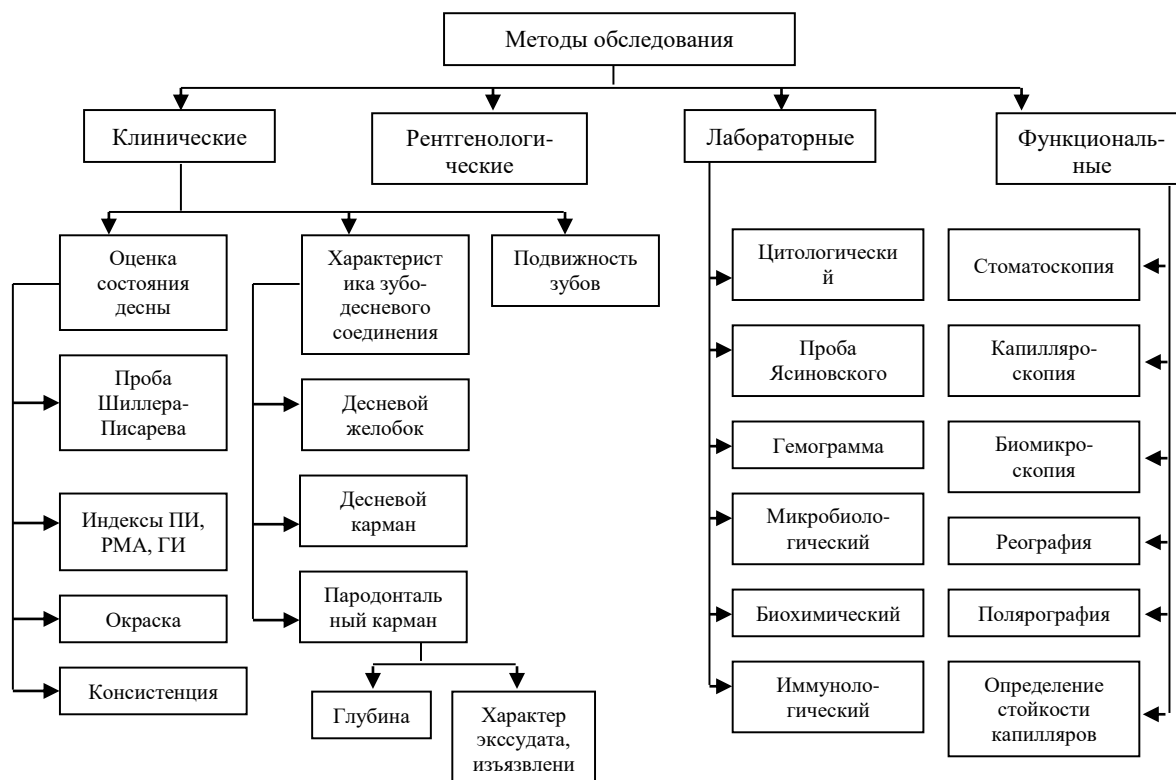 Методы обследования
Клинические
Рентгенологи-
ческие
Лабораторные
Функциональ-
ные
Оценка
состояния
десны
Характерист
ика зубо-
десневого
соединения
Подвижность
зубов
Цитологически
й
Стоматоскопия
Проба
Шиллера-
Писарева
Десневой
желобок
Проба
Ясиновского
Капилляро-
скопия
Гемограмма
Биомикро-
скопия
Индексы ПИ,
РМА, ГИ
Десневой
карман
Микробиоло-
гический
Реография
Окраска
Пародонталь
ный карман
Биохимический
Полярография
Консистенция
Глубина
Характер
экссудата,
изъязвлени
Иммуноло-
гический
Определение
стойкости
капилляров